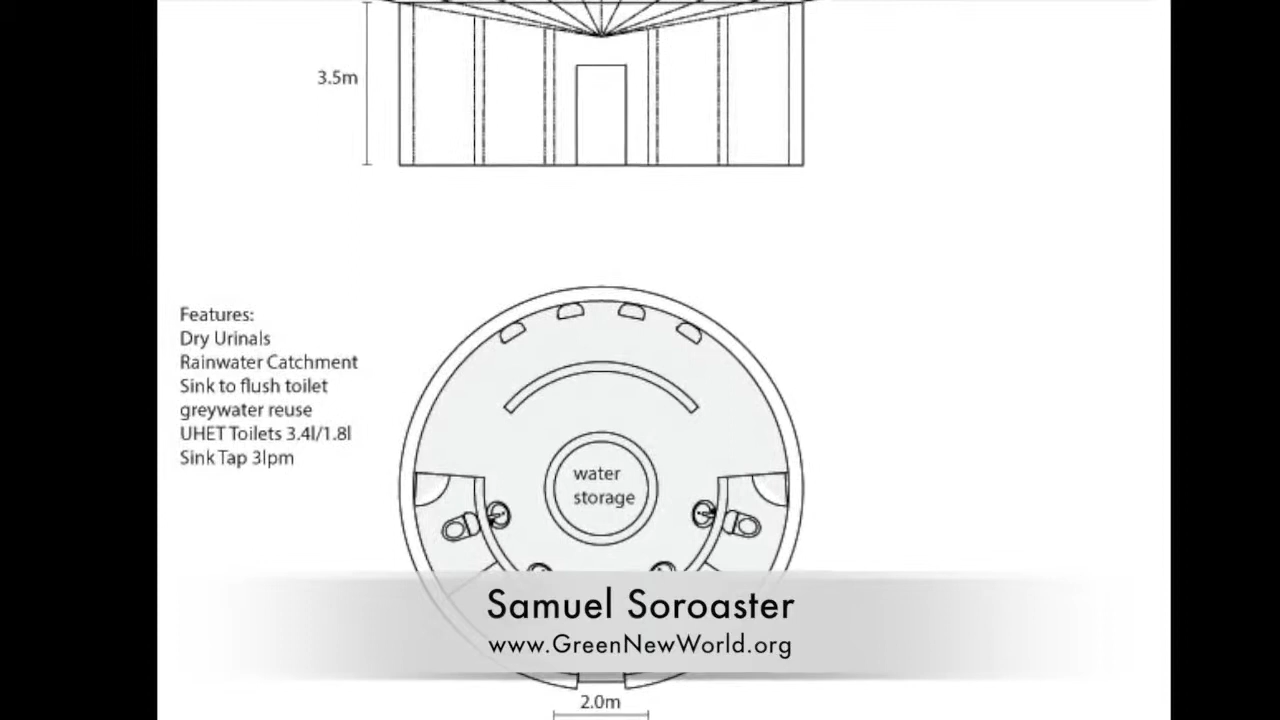 3.5m
Features:
Dry Urinals
Rainwater Catchment
Sink to flush toilet
greywater reuse
UHET Toilets 3.4l/1.8l
Sink Tap 3lpm
water
storage
Samuel Soroaster
www.GreenNewWorld.org
2.0m